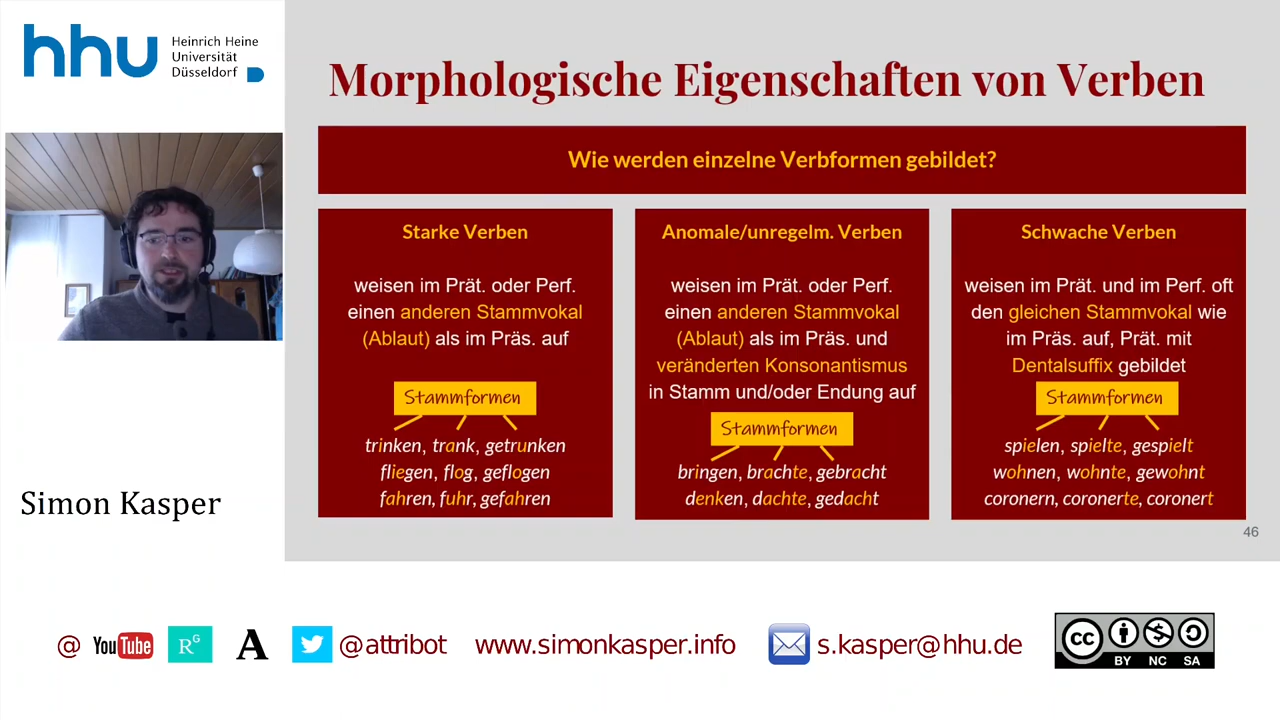 hhu Heinrich Heine
Universität
Düsseldorf
Morphologische Eigenschaften von Verben
Wie werden einzelne Verbformen gebildet?
Starke Verben
weisen im Prät. oder Perf.
einen anderen Stammvokal
(Ablaut) als im Präs. auf
Stammformen
trinken, trank, getrunken
fliegen, flog, geflogen
fahren, fuhr, gefahren
Anomale/unregelm. Verben
weisen im Prät. oder Perf.
einen anderen Stammvokal
(Ablaut) als im Präs. und
veränderten Konsonantismus
in Stamm und/oder Endung auf
Stammformen
bringen, brachte, gebracht
denken, dachte, gedacht
Schwache Verben
weisen im Prät. und im Perf. oft
den gleichen Stammvokal wie
im Präs. auf, Prät. mit
Dentalsuffix gebildet
Stammformen
spielen, spielte, gespielt
wohnen, wohnte, gewohnt
coronern, coronerte, coronert
Simon Kasper
46
@ YouTube RG A @attribot www.simonkasper.info s.kasper@hhu.de cc
BY NC SA